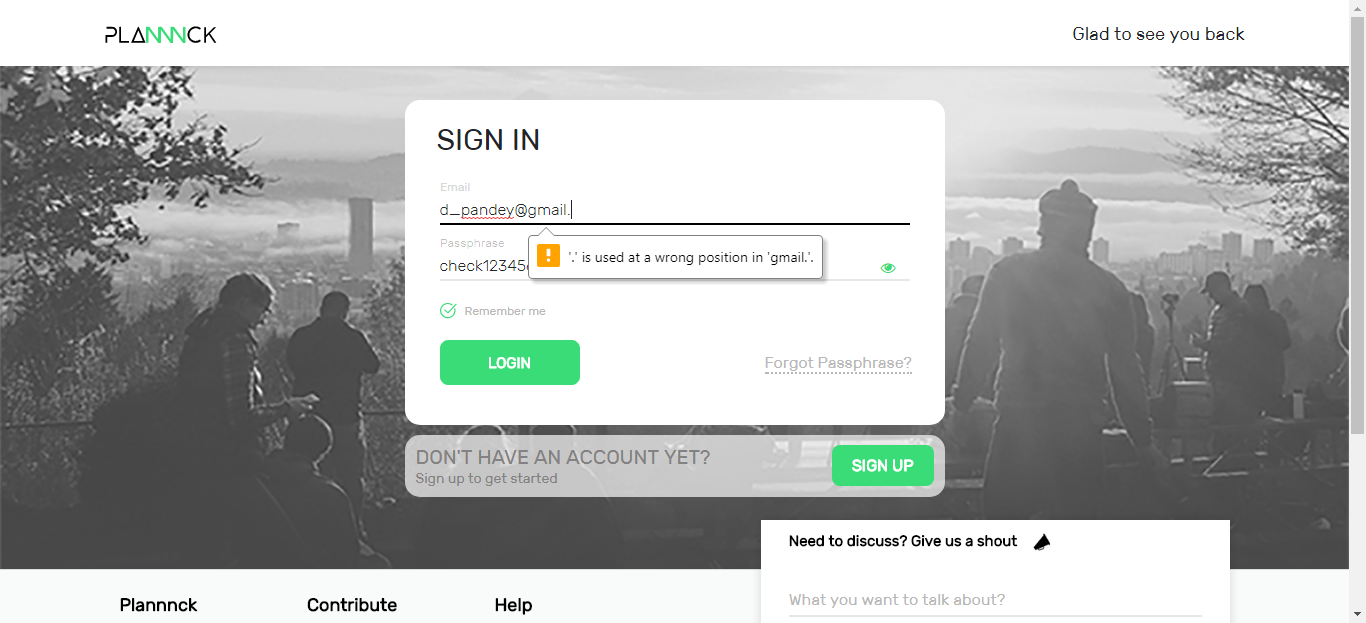 PLANNNCK
Glad to see you back
SIGN IN
Email
d_pandey@gmail.
'.' is used at a wrong position in 'gmail.'.
Passphrase
check12345
Remember me
LOGIN
Forgot Passphrase?
DON'T HAVE AN ACCOUNT YET?
Sign up to get started
SIGN UP
Need to discuss? Give us a shout
What you want to talk about?
Plannnck
Contribute
Help